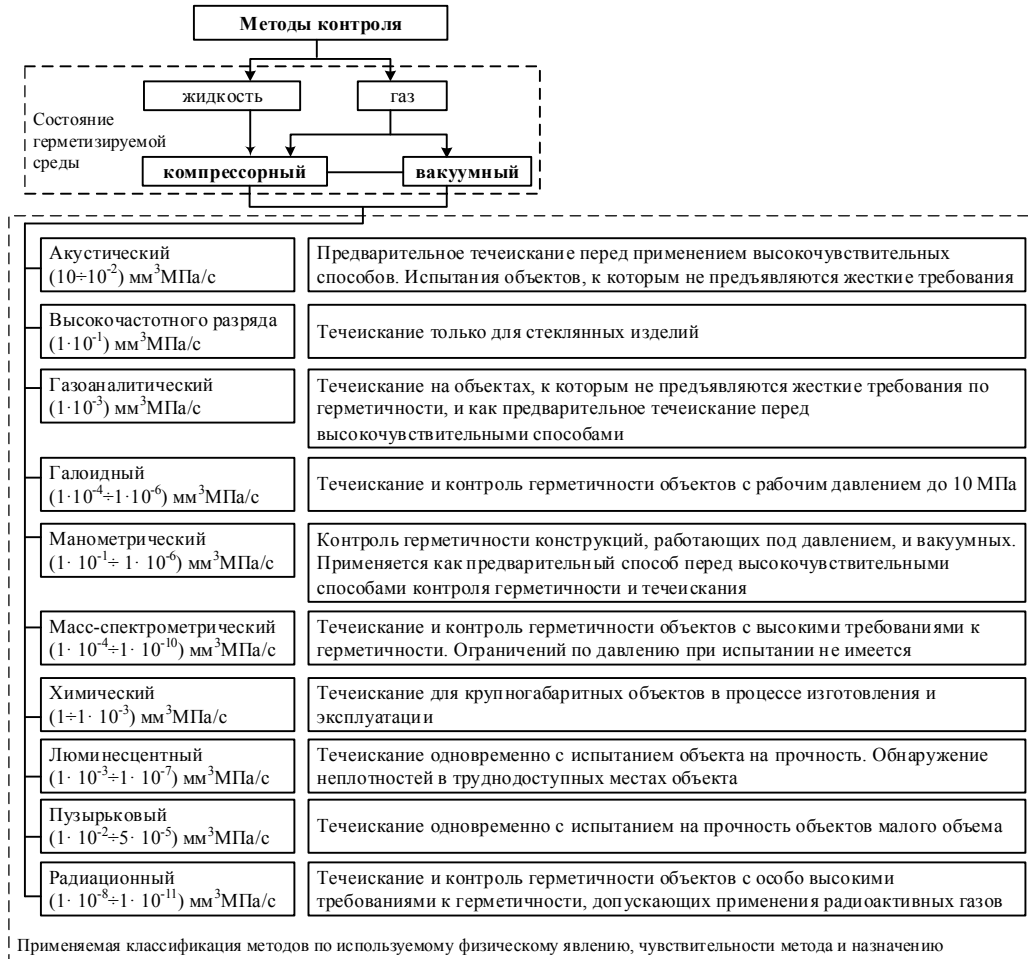 Методы контроля
жидкость
газ
Состояние
герметизируемой
среды
компрессорный
вакуумный
Акустический
(10÷10⁻²) мм³МПа/с
Предварительное течеискание перед применением высокочувствительных
способов. Испытания объектов, к которым не предъявляются жесткие требования
Высокочастотного разряда
(1·10⁻¹) мм³МПа/с
Течеискание только для стеклянных изделий
Газоаналитический
(1·10⁻³) мм³МПа/с
Течеискание на объектах, к которым не предъявляются жесткие требования по
герметичности, и как предварительное течеискание перед
высокочувствительными способами
Галоидный
(1·10⁻⁴÷1·10⁻⁶) мм³МПа/с
Течеискание и контроль герметичности объектов с рабочим давлением до 10 МПа
Манометрический
(1· 10⁻¹÷ 1· 10⁻⁶) мм³МПа/с
Контроль герметичности конструкций, работающих под давлением, и вакуумных.
Применяется как предварительный способ перед высокочувствительными
способами контроля герметичности и течеискания
Масс-спектрометрический
(1· 10⁻⁴÷1· 10⁻¹⁰) мм³МПа/с
Течеискание и контроль герметичности объектов с высокими требованиями к
герметичности. Ограничений по давлению при испытании не имеется
Химический
(1÷1· 10⁻³) мм³МПа/с
Течеискание для крупногабаритных объектов в процессе изготовления и
эксплуатации
Люминесцентный
(1· 10⁻³÷1· 10⁻⁷) мм³МПа/с
Течеискание одновременно с испытанием объекта на прочность. Обнаружение
неплотностей в труднодоступных местах объекта
Пузырьковый
(1· 10⁻²÷5· 10⁻⁵) мм³МПа/с
Течеискание одновременно с испытанием на прочность объектов малого объема
Радиационный
(1· 10⁻⁸÷1· 10⁻¹¹) мм³МПа/с
Течеискание и контроль герметичности объектов с особо высокими
требованиями к герметичности, допускающих применения радиоактивных газов
Применяемая классификация методов по используемому физическому явлению, чувствительности метода и назначению